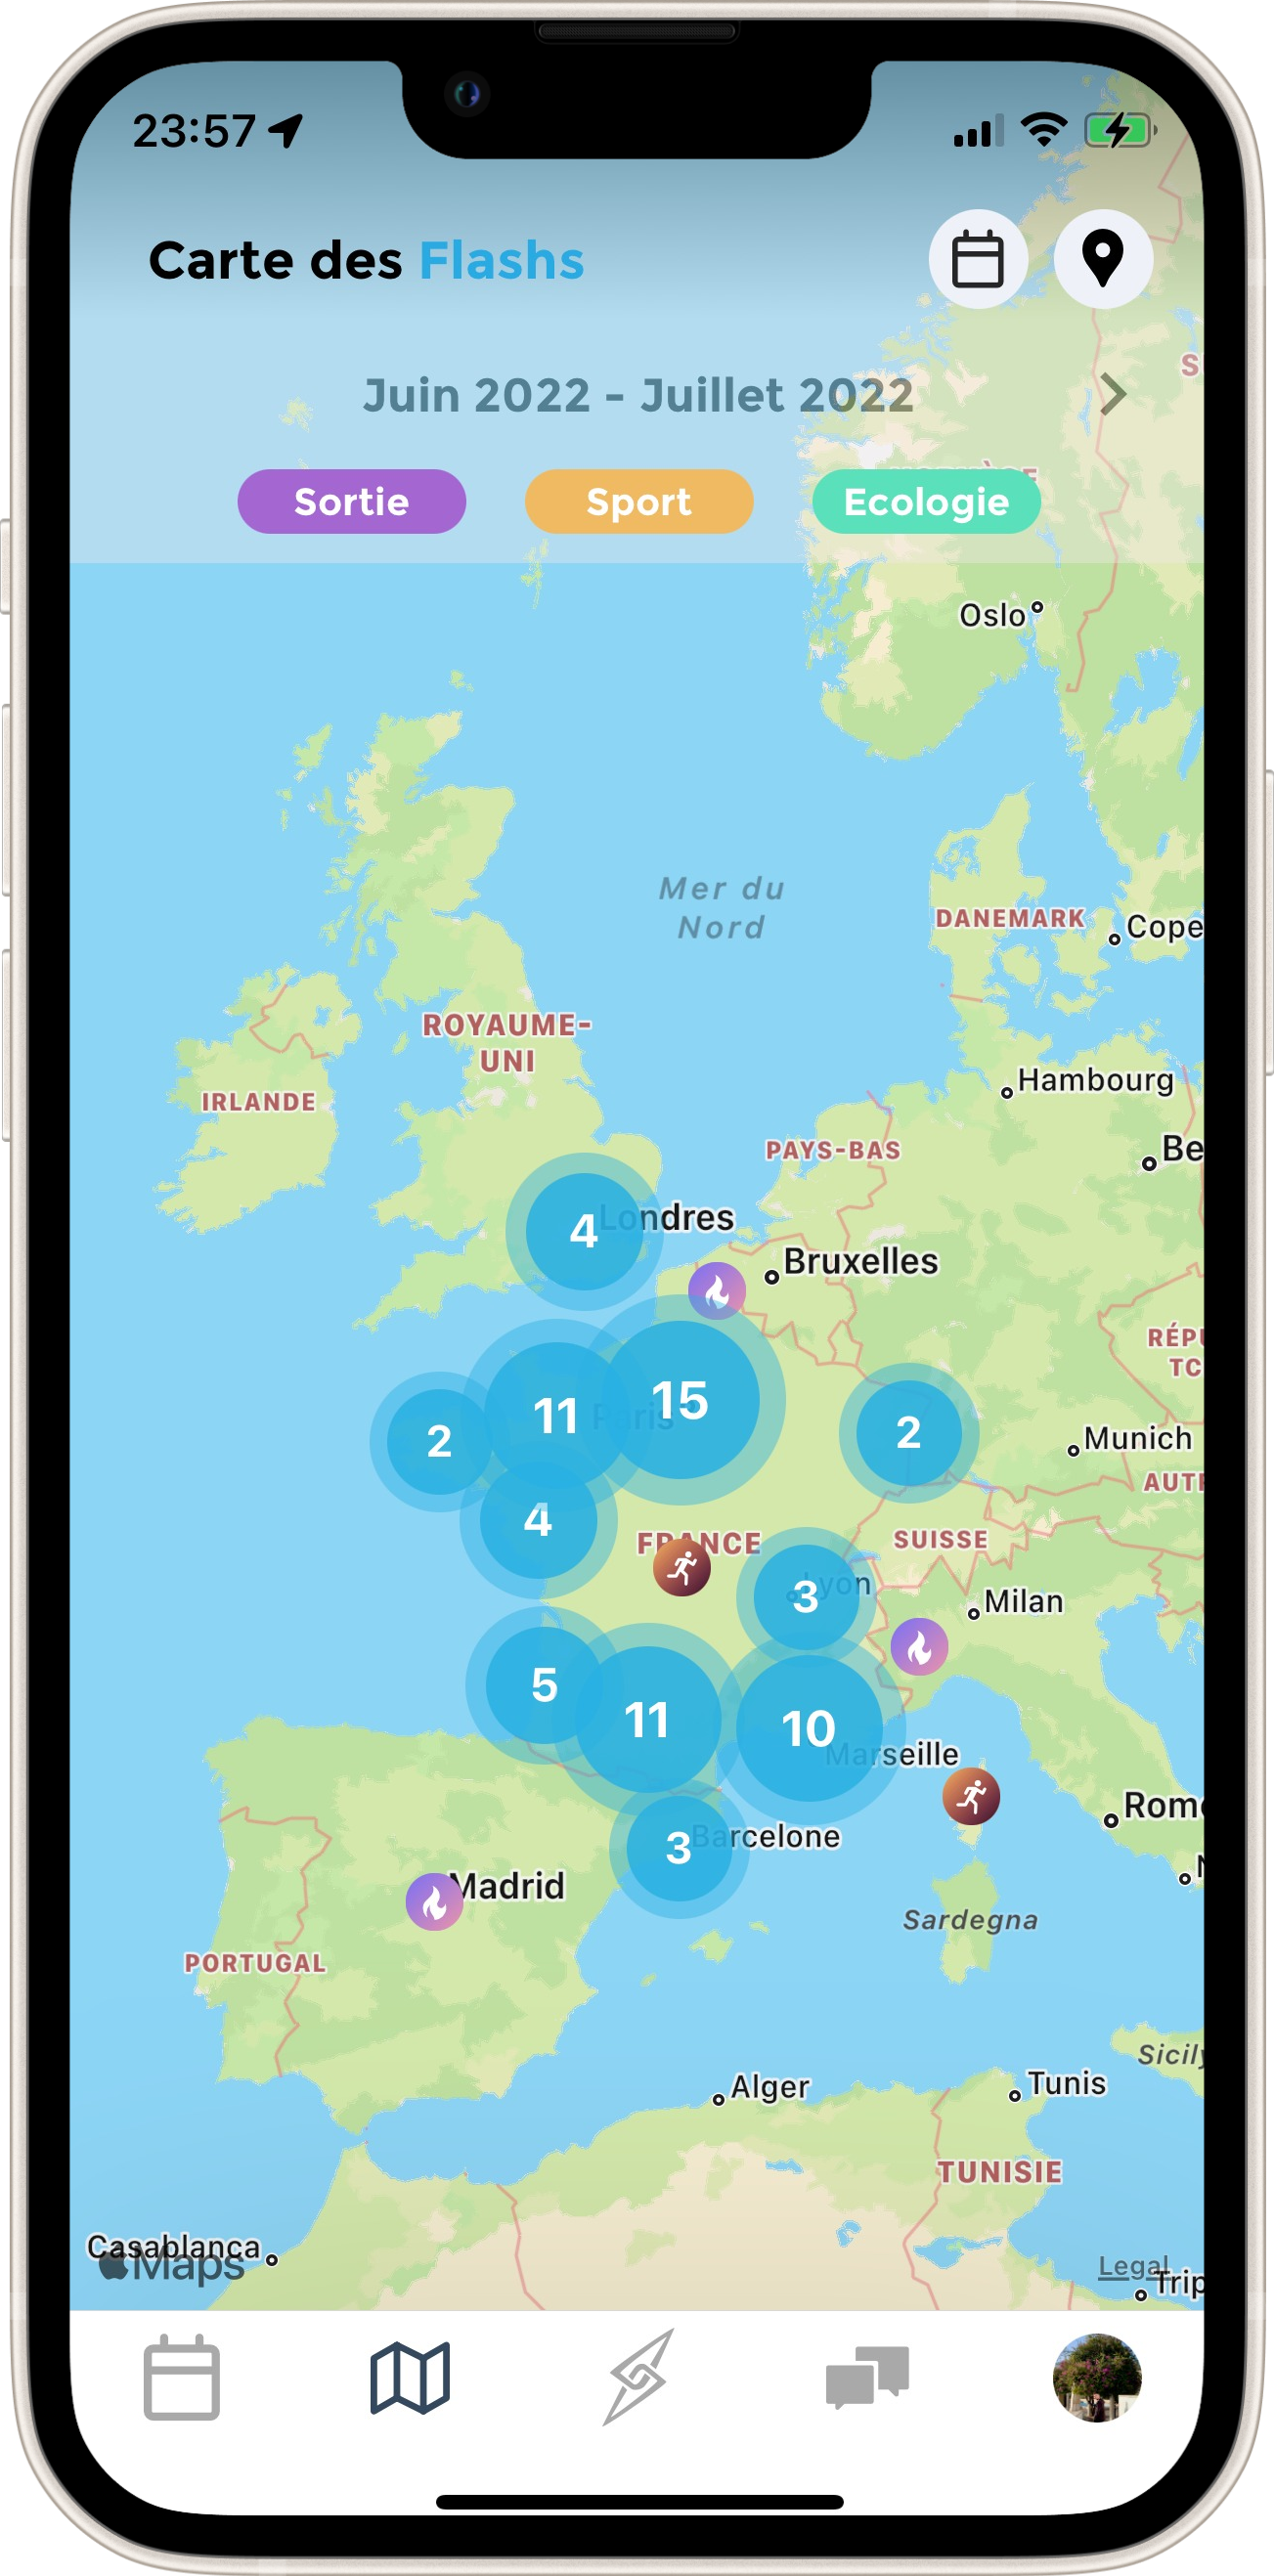 23:57
Carte des Flashs
Juin 2022 - Juillet 2022
Sortie
Sport
Ecologie
Oslo
Mer du
Nord
DANEMARK
Cope
ROYAUME-
UNI
Hambourg
IRLANDE
PAYS-BAS
Be
4
Londres
Bruxelles
RÉPU
TC
15
11
Paris
2
2
Munich
AUTR
4
FRANCE
SUISSE
3
Lyon
Milan
5
11
10
Marseille
Rome
N
3
Barcelone
Madrid
Sardegna
PORTUGAL
Sicily
Alger
Tunis
TUNISIE
Casablanca
Maps
Legal
Trip